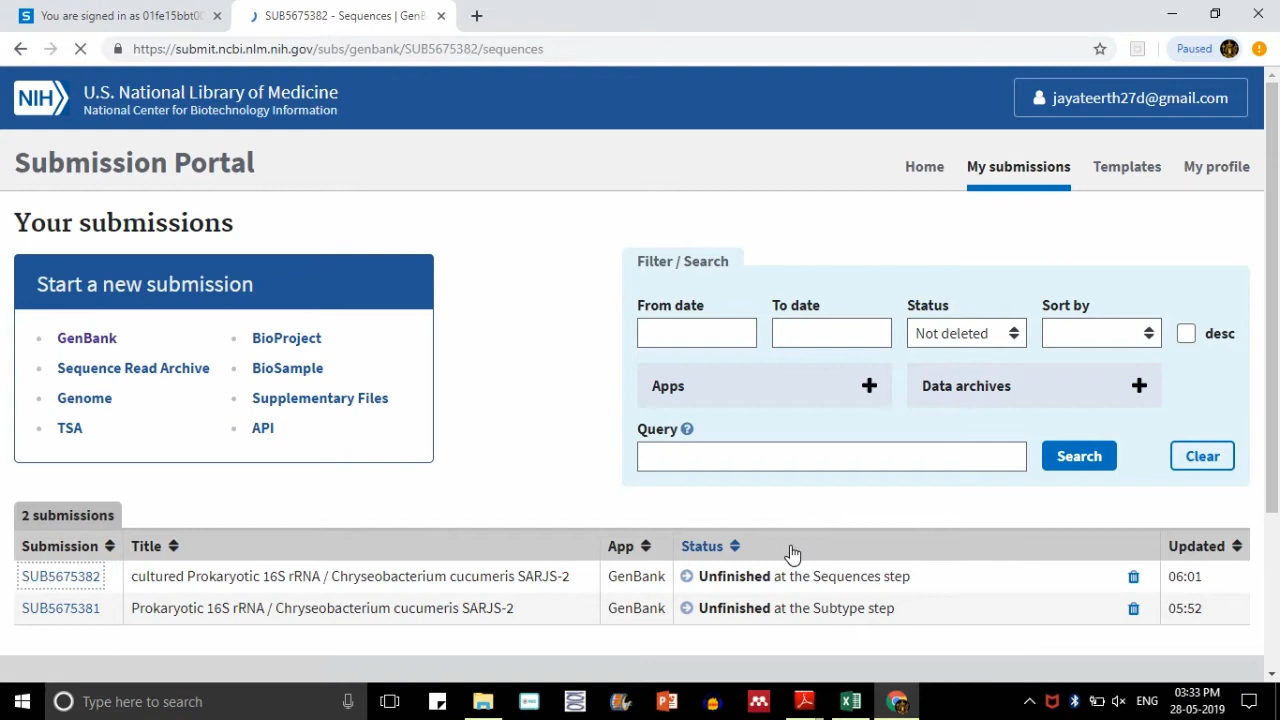 You are signed in as 01fe15bbt00
SUB5675382 - Sequences | GenB
https://submit.ncbi.nlm.nih.gov/subs/genbank/SUB5675382/sequences
Paused
NIH
U.S. National Library of Medicine
National Center for Biotechnology Information
jayateerth27d@gmail.com
Submission Portal
Home
My submissions
Templates
My profile
Your submissions
Start a new submission
GenBank
BioProject
Sequence Read Archive
BioSample
Genome
Supplementary Files
TSA
API
Filter / Search
From date
To date
Status
Sort by
Not deleted
desc
Apps
Data archives
Query
Search
Clear
2 submissions
Submission Title App Status Updated
SUB5675382 cultured Prokaryotic 16S rRNA / Chryseobacterium cucumeris SARJS-2 GenBank Unfinished at the Sequences step 06:01
SUB5675381 Prokaryotic 16S rRNA / Chryseobacterium cucumeris SARJS-2 GenBank Unfinished at the Subtype step 05:52
Type here to search
ENG
03:33 PM
28-05-2019